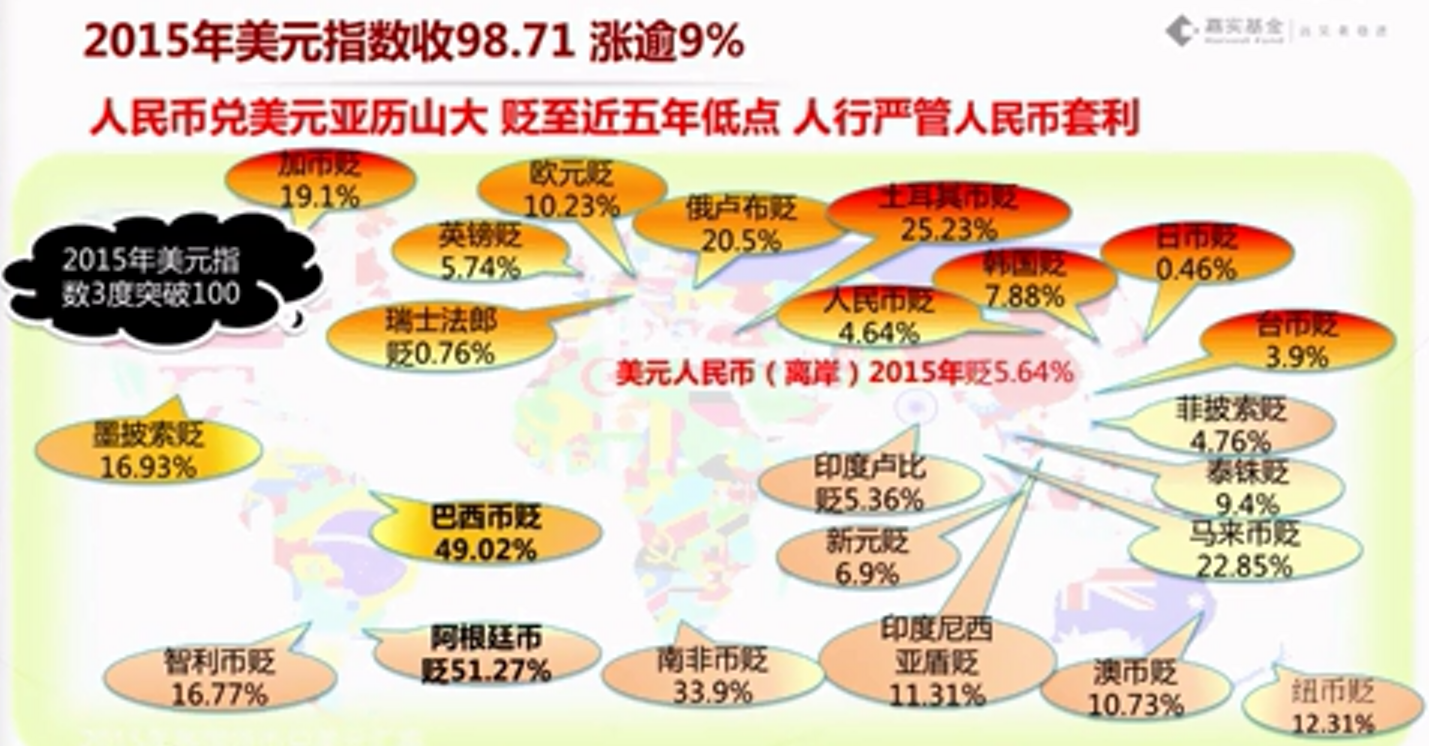 2015年美元指数收98.71 涨逾9%
嘉实基金
人民币兑美元亚历山大 贬至近五年低点 人行严管人民币套利
加币贬
19.1%
欧元贬
10.23%
俄卢布贬
20.5%
土耳其币贬
25.23%
英镑贬
5.74%
日币贬
0.46%
韩国贬
7.88%
2015年美元指
数3度突破100
人民币贬
4.64%
瑞士法郎
贬0.76%
台币贬
3.9%
美元人民币（离岸）2015年贬5.64%
墨披索贬
16.93%
菲披索贬
4.76%
印度卢比
贬5.36%
泰铢贬
9.4%
巴西币贬
49.02%
新元贬
6.9%
马来币贬
22.85%
智利币贬
16.77%
阿根廷币
贬51.27%
南非币贬
33.9%
印度尼西
亚盾贬
11.31%
澳币贬
10.73%
纽币贬
12.31%